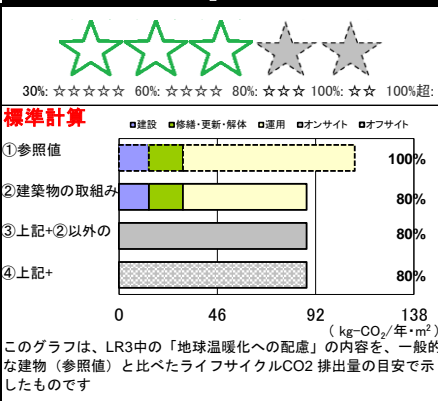 30%: ☆☆☆☆☆ 60%: ☆☆☆☆ 80%: ☆☆☆ 100%: ☆☆ 100%超:
標準計算
建設 修繕・更新・解体 運用 オンサイト オフサイト
①参照値 100%
②建築物の取組み 80%
③上記+②以外の 80%
④上記+ 80%
0 46 92 138
( kg-CO₂/年・m² )
このグラフは、LR3中の「地球温暖化への配慮」の内容を、一般的
な建物（参照値）と比べたライフサイクルCO2 排出量の目安で示
したものです